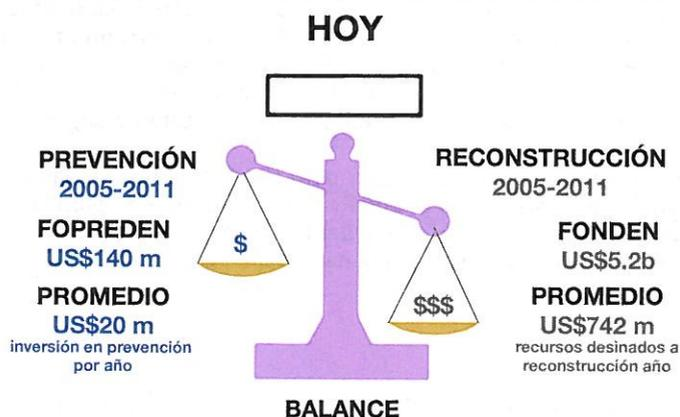 HOY
PREVENCIÓN
2005-2011
FOPREDEN
US$140 m
PROMEDIO
US$20 m
inversión en prevención
por año
$
$$$
RECONSTRUCCIÓN
2005-2011
FONDEN
US$5.2b
PROMEDIO
US$742 m
recursos desinados a
reconstrucción año
BALANCE